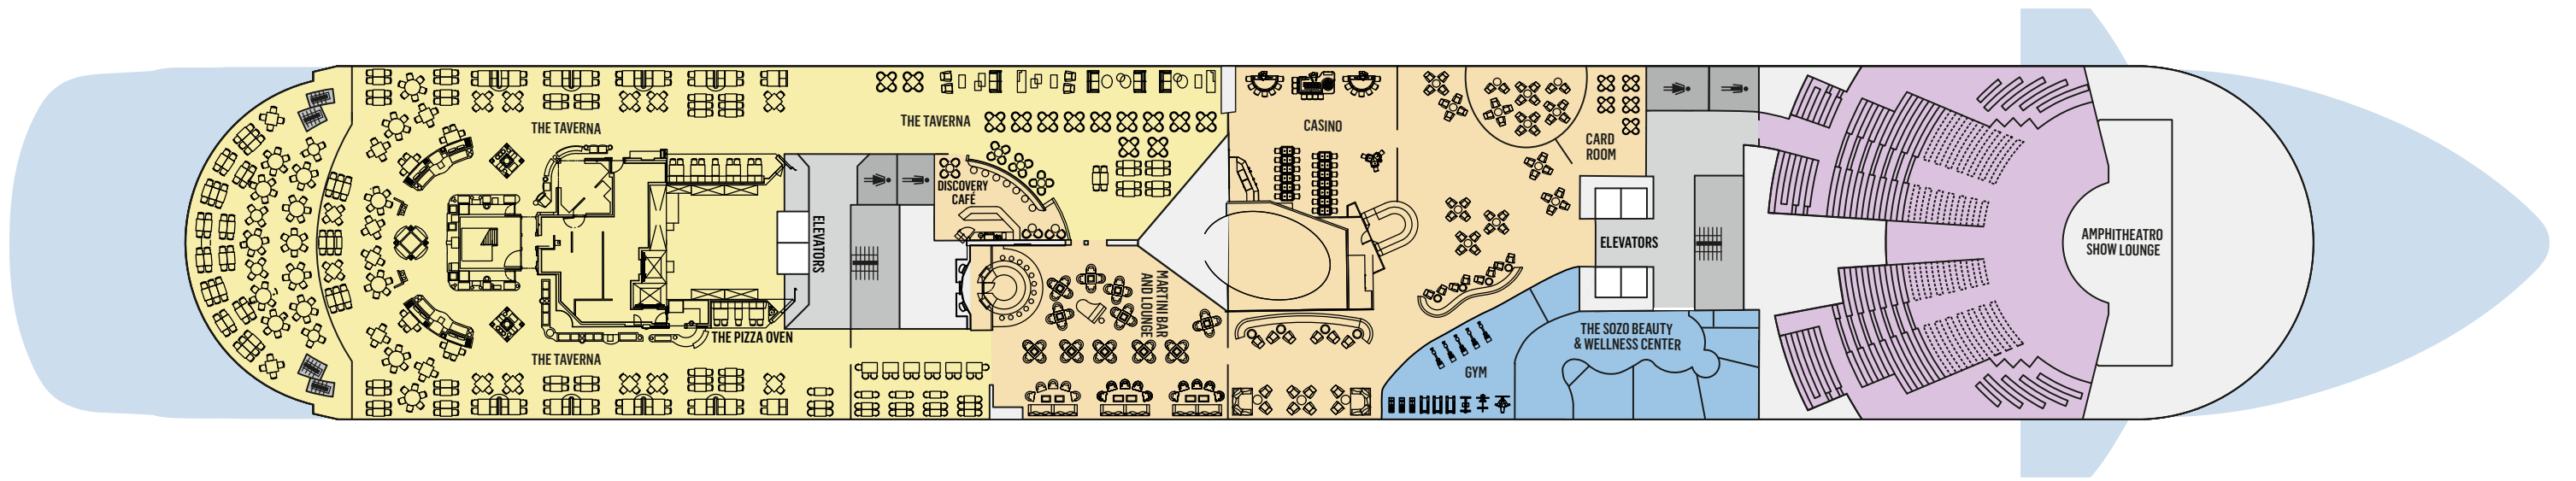 THE TAVERNA
THE TAVERNA
THE PIZZA OVEN
ELEVATORS
THE TAVERNA
DISCOVERY
CAFÉ
MARTINI BAR
AND LOUNGE
CASINO
CARD
ROOM
ELEVATORS
GYM
THE SOZO BEAUTY
& WELLNESS CENTER
AMPHITHEATRO
SHOW LOUNGE